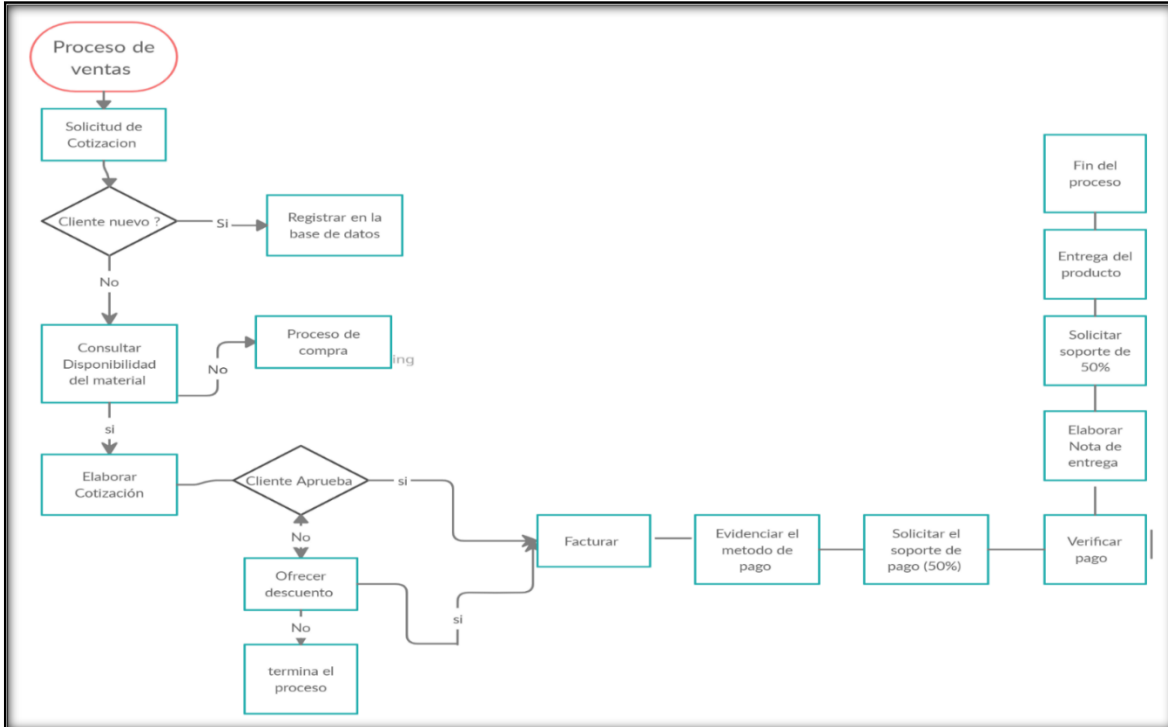 Proceso de
ventas
Solicitud de
Cotizacion
Cliente nuevo ?
Si
Registrar en la
base de datos
No
Consultar
Disponibilidad
del material
No
Proceso de
compra
ing
si
Elaborar
Cotización
Cliente Aprueba
si
No
Ofrecer
descuento
si
No
termina el
proceso
Facturar
Evidenciar el
metodo de
pago
Solicitar el
soporte de
pago (50%)
Verificar
pago
Elaborar
Nota de
entrega
Solicitar
soporte de
50%
Entrega del
producto
Fin del
proceso